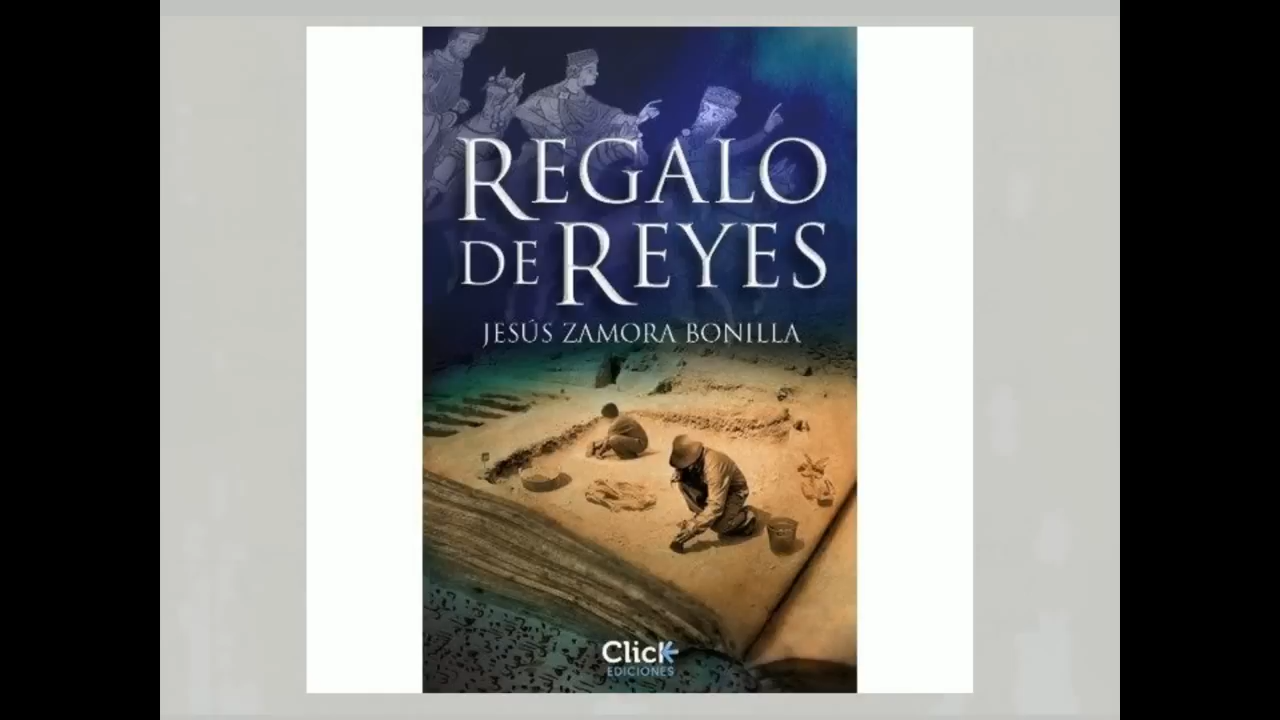 REGALO
DE REYES
JESÚS ZAMORA BONILLA
Click
EDICIONES